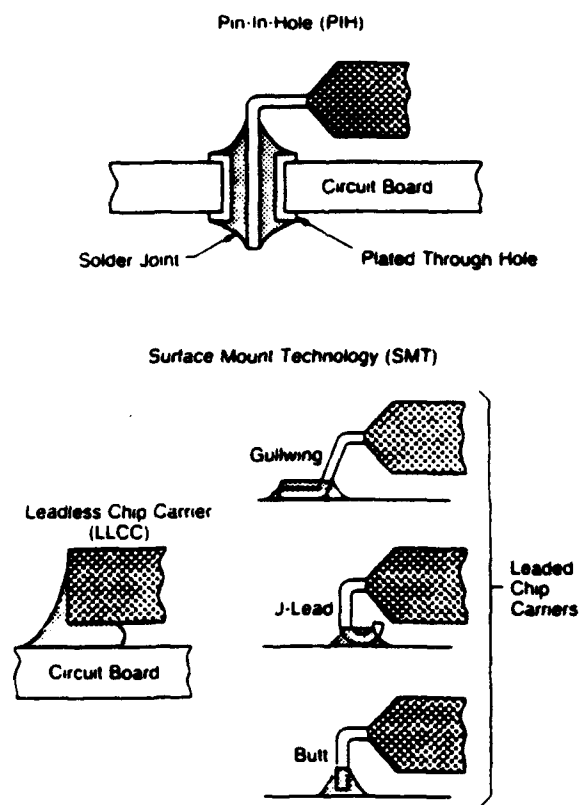 Pin-In-Hole (PIH)
Circuit Board
Solder Joint
Plated Through Hole
Surface Mount Technology (SMT)
Gullwing
Leadless Chip Carrier
(LLCC)
J-Lead
Leaded
Chip
Carriers
Circuit Board
Butt